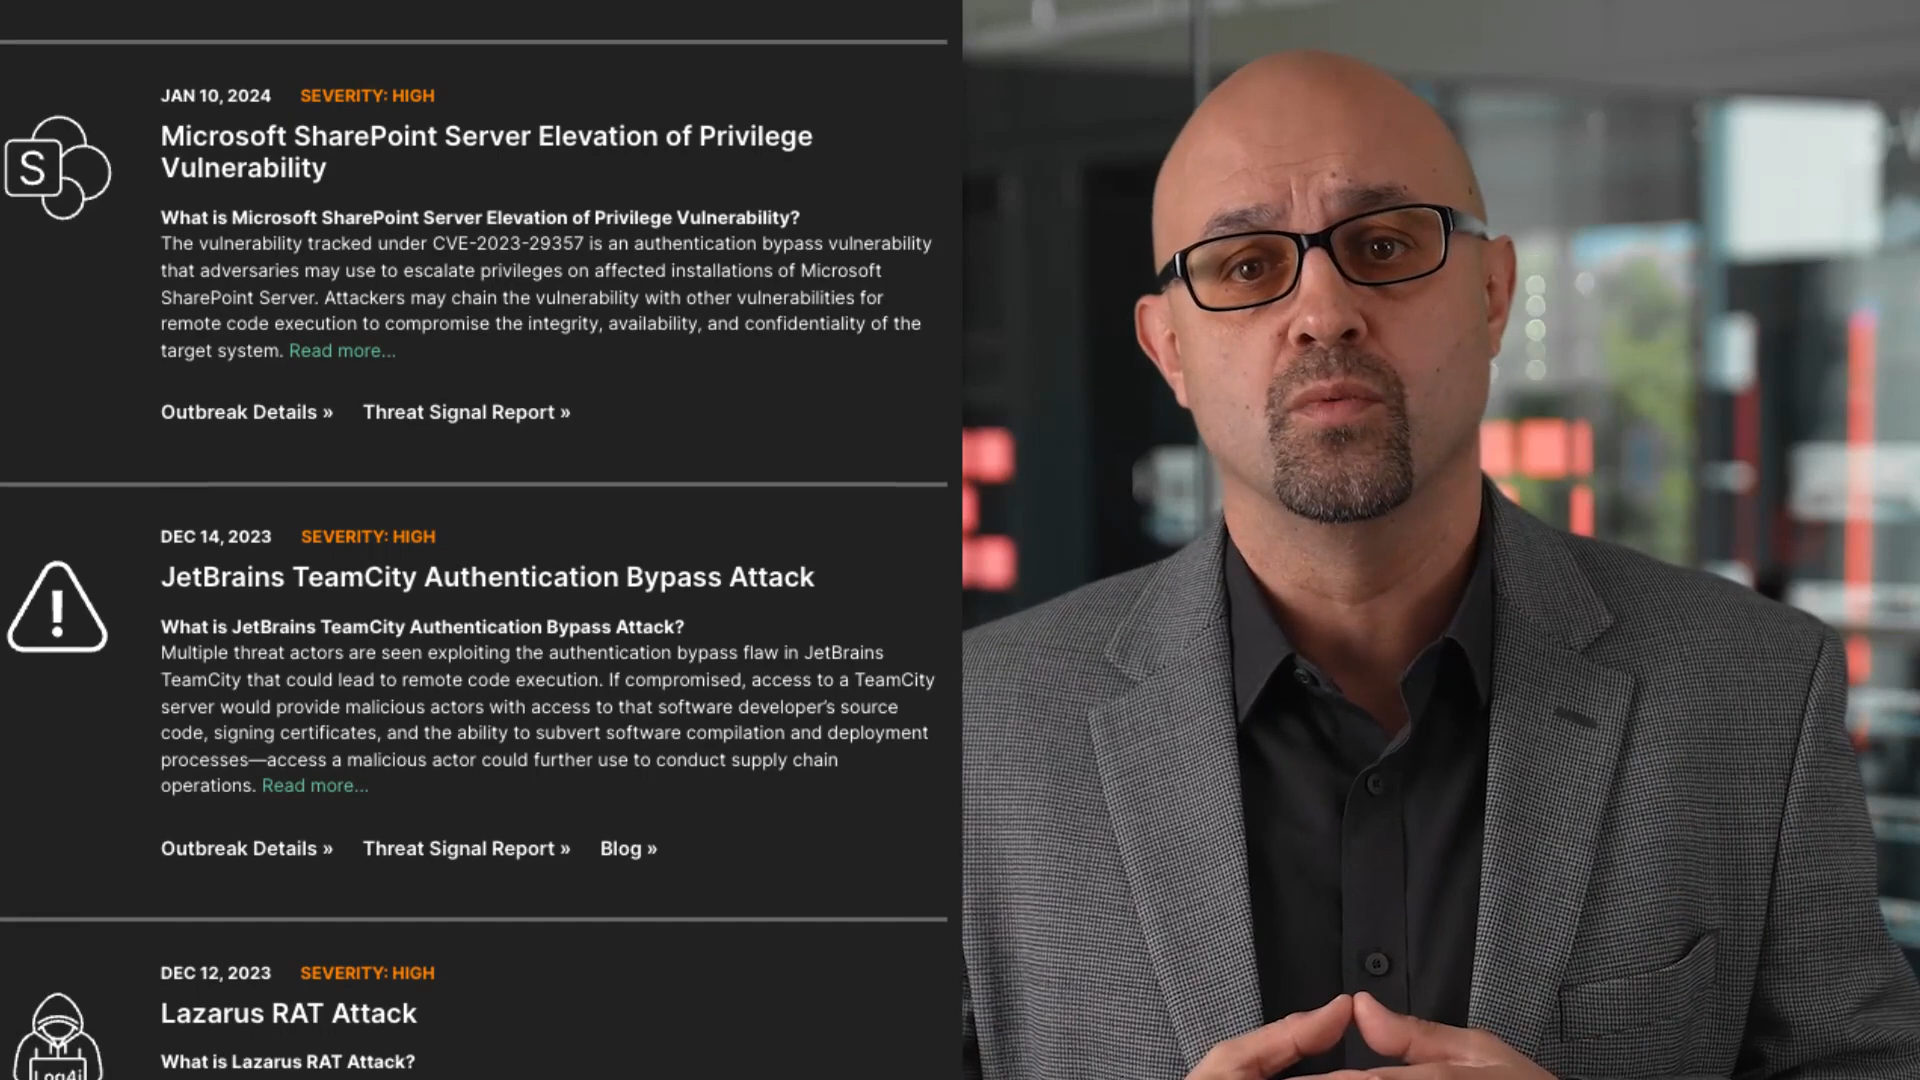 JAN 10, 2024 SEVERITY: HIGH
S
Microsoft SharePoint Server Elevation of Privilege
Vulnerability
What is Microsoft SharePoint Server Elevation of Privilege Vulnerability?
The vulnerability tracked under CVE-2023-29357 is an authentication bypass vulnerability
that adversaries may use to escalate privileges on affected installations of Microsoft
SharePoint Server. Attackers may chain the vulnerability with other vulnerabilities for
remote code execution to compromise the integrity, availability, and confidentiality of the
target system. Read more...
Outbreak Details » Threat Signal Report »
DEC 14, 2023 SEVERITY: HIGH
JetBrains TeamCity Authentication Bypass Attack
What is JetBrains TeamCity Authentication Bypass Attack?
Multiple threat actors are seen exploiting the authentication bypass flaw in JetBrains
TeamCity that could lead to remote code execution. If compromised, access to a TeamCity
server would provide malicious actors with access to that software developer's source
code, signing certificates, and the ability to subvert software compilation and deployment
processes—access a malicious actor could further use to conduct supply chain
operations. Read more...
Outbreak Details » Threat Signal Report » Blog »
DEC 12, 2023 SEVERITY: HIGH
Lazarus RAT Attack
What is Lazarus RAT Attack?
Log4j